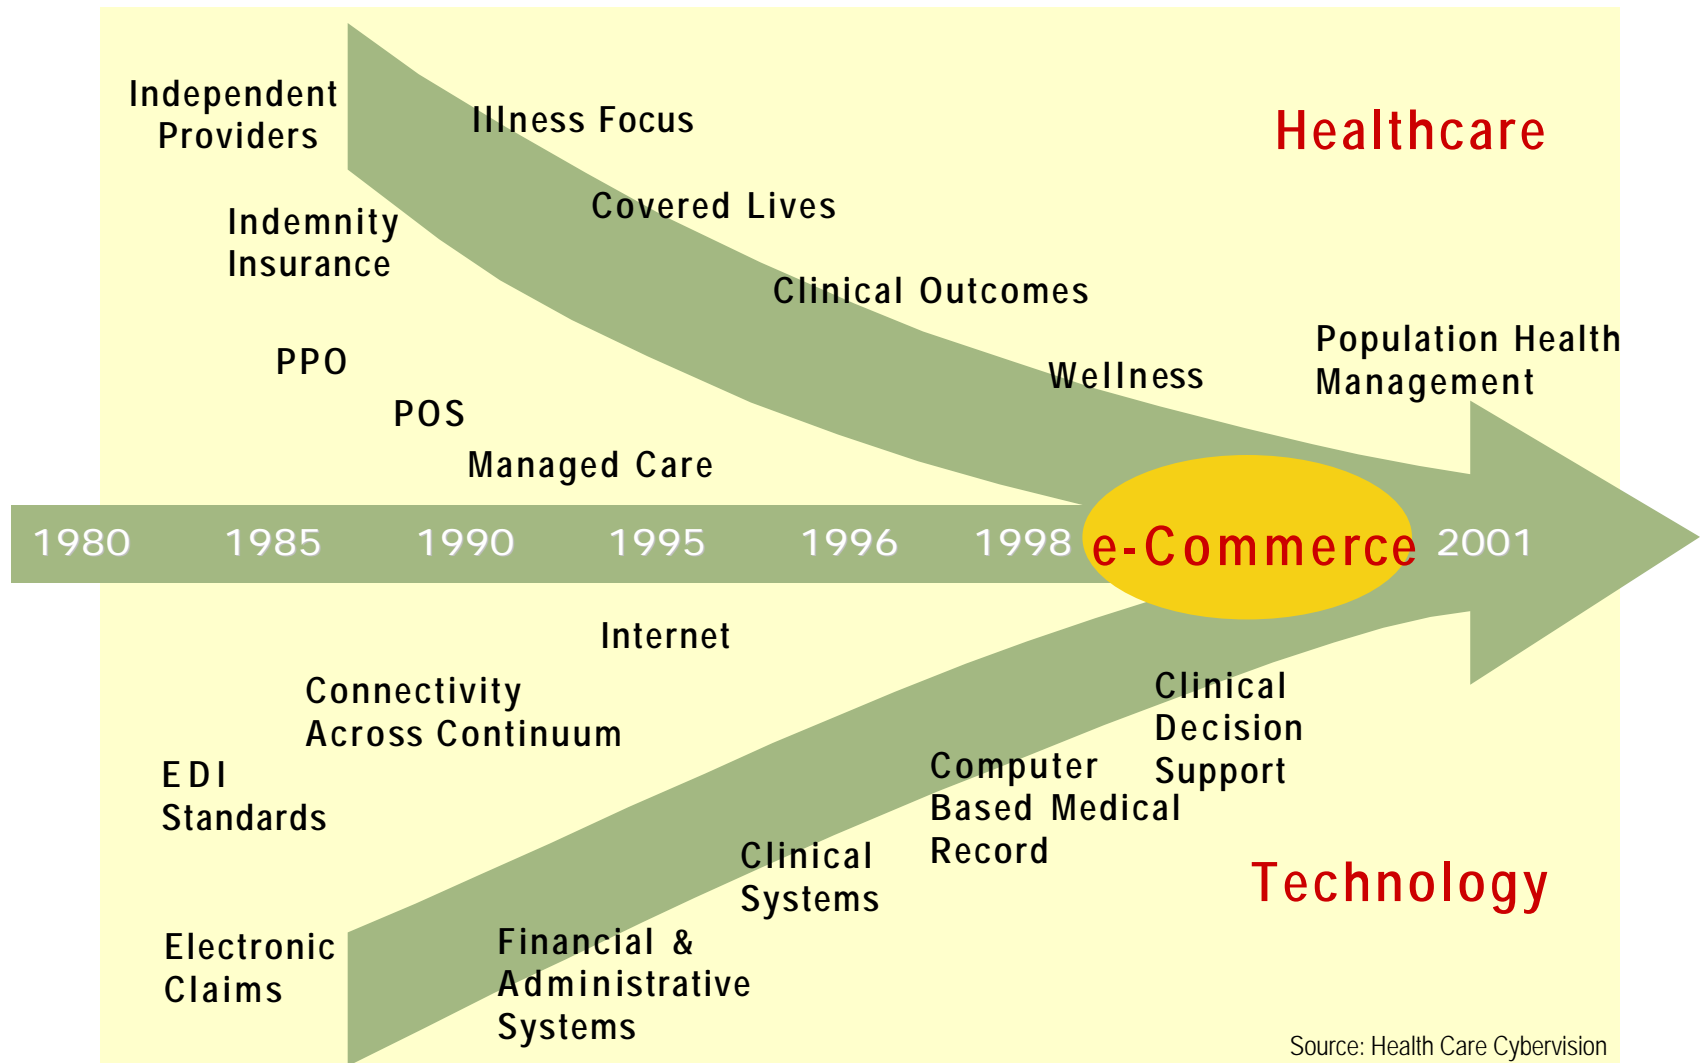 Independent
Providers
Illness Focus
Healthcare
Indemnity
Insurance
Covered Lives
Clinical Outcomes
PPO
Population Health
Management
Wellness
POS
Managed Care
1980
1985
1990
1995
1996
1998
e-Commerce
2001
Internet
Connectivity
Across Continuum
EDI
Standards
Clinical
Decision
Support
Computer
Based Medical
Record
Clinical
Systems
Technology
Electronic
Claims
Financial &
Administrative
Systems
Source: Health Care Cybervision